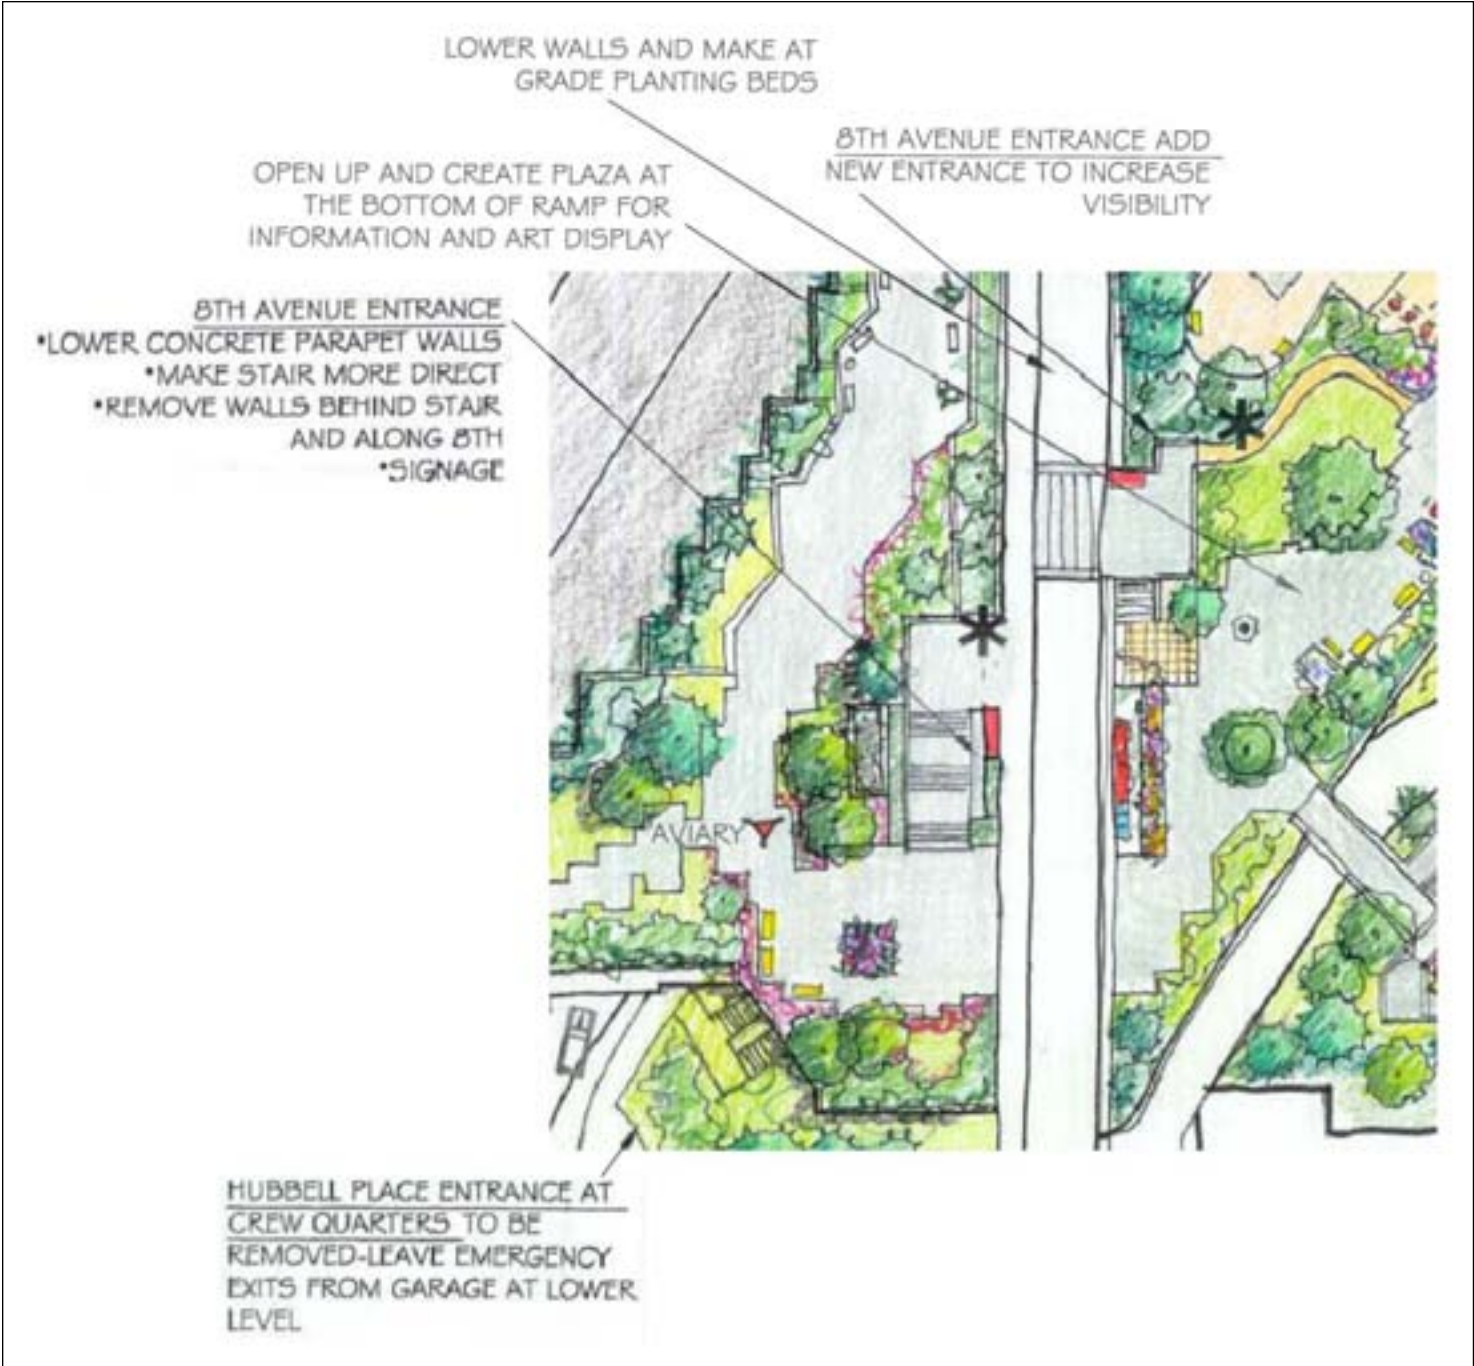 LOWER WALLS AND MAKE AT
GRADE PLANTING BEDS
8TH AVENUE ENTRANCE ADD
NEW ENTRANCE TO INCREASE
VISIBILITY
OPEN UP AND CREATE PLAZA AT
THE BOTTOM OF RAMP FOR
INFORMATION AND ART DISPLAY
8TH AVENUE ENTRANCE
•LOWER CONCRETE PARAPET WALLS
•MAKE STAIR MORE DIRECT
•REMOVE WALLS BEHIND STAIR
AND ALONG 8TH
•SIGNAGE
AVIARY
HUBBELL PLACE ENTRANCE AT
CREW QUARTERS TO BE
REMOVED-LEAVE EMERGENCY
EXITS FROM GARAGE AT LOWER
LEVEL